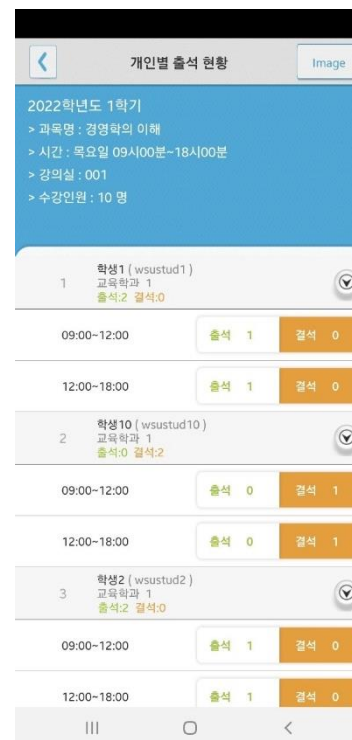 개인별 출석 현황
Image
2022학년도 1학기
> 과목명 : 경영학의 이해
> 시간 : 목요일 09시00분~18시00분
> 강의실 : 001
> 수강인원 : 10 명
학생1 ( wsustud1 )
1 교육학과 1
출석:2 결석:0
09:00~12:00 출석 1 결석 0
12:00~18:00 출석 1 결석 0
학생10 ( wsustud10 )
2 교육학과 1
출석:0 결석:2
09:00~12:00 출석 0 결석 1
12:00~18:00 출석 0 결석 1
학생2 ( wsustud2 )
3 교육학과 1
출석:2 결석:0
09:00~12:00 출석 1 결석 0
12:00~18:00 출석 1 결석 0